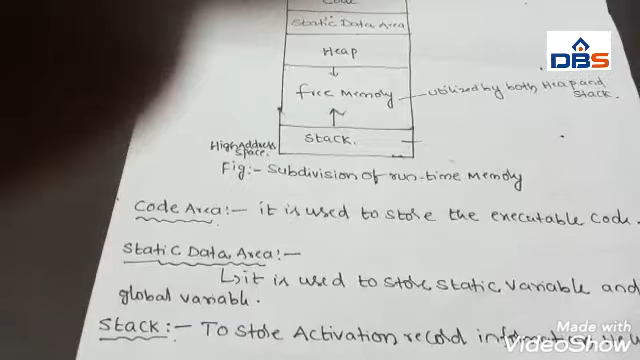 Code
Static Data Area
Heap
free Memory
utilized by both Heap and
stack.
Stack.
High Address
space.
Fig:- Subdivision of run-time Memory
Code Area:- it is used to store the executable code.
Static Data Area:-
it is used to store static variable and
global variable.
Stack:- To store Activation record information
DBS
Made with
VideoShow